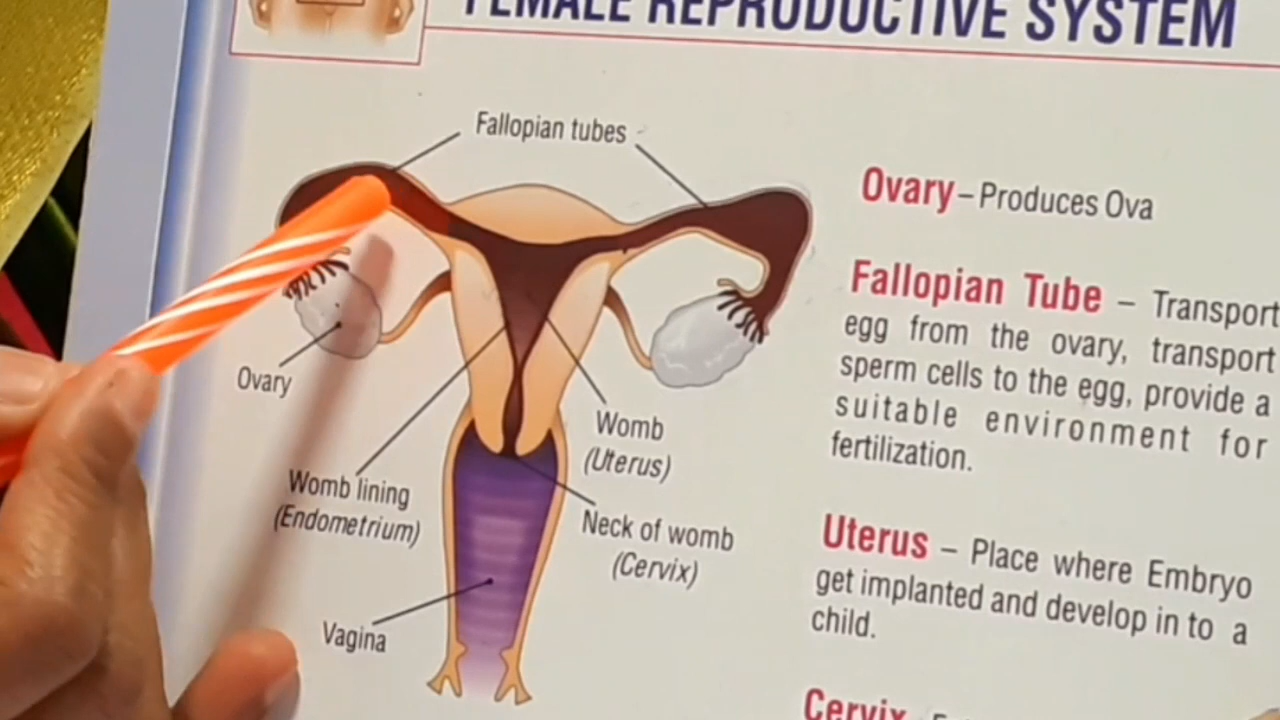 FEMALE REPRODUCTIVE SYSTEM
Fallopian tubes
Ovary
Womb lining
(Endometrium)
Womb
(Uterus)
Neck of womb
(Cervix)
Vagina
Ovary – Produces Ova
Fallopian Tube – Transport
egg from the ovary, transport
sperm cells to the egg, provide a
suitable environment for
fertilization.
Uterus – Place where Embryo
get implanted and develop in to a
child.
Cervix